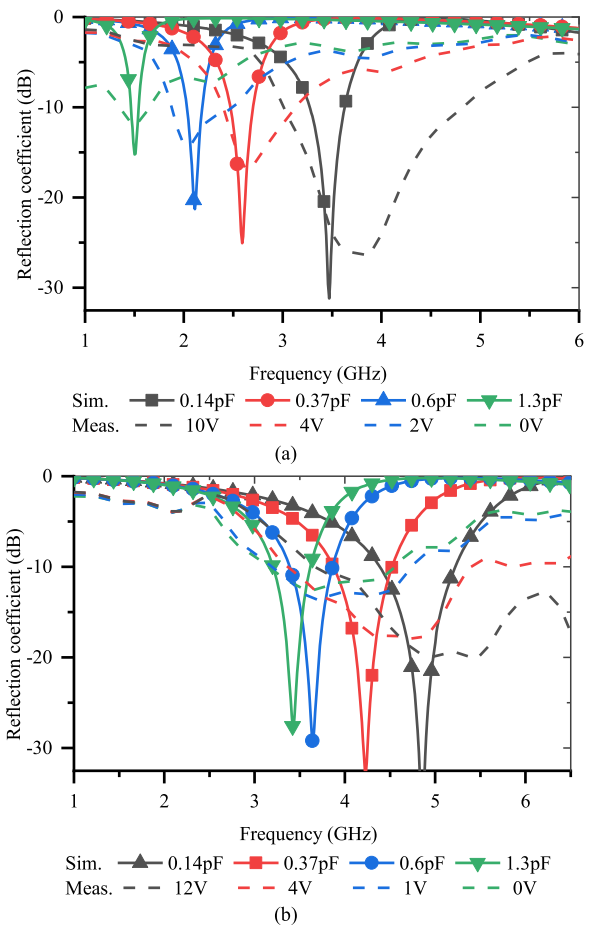 0
-10
-20
-30
Reflection coefficient (dB)
1 2 3 4 5 6
Frequency (GHz)
Sim. 0.14pF 0.37pF 0.6pF 1.3pF
Meas. 10V 4V 2V 0V
(a)
0
-10
-20
-30
Reflection coefficient (dB)
1 2 3 4 5 6
Frequency (GHz)
Sim. 0.14pF 0.37pF 0.6pF 1.3pF
Meas. 12V 4V 1V 0V
(b)